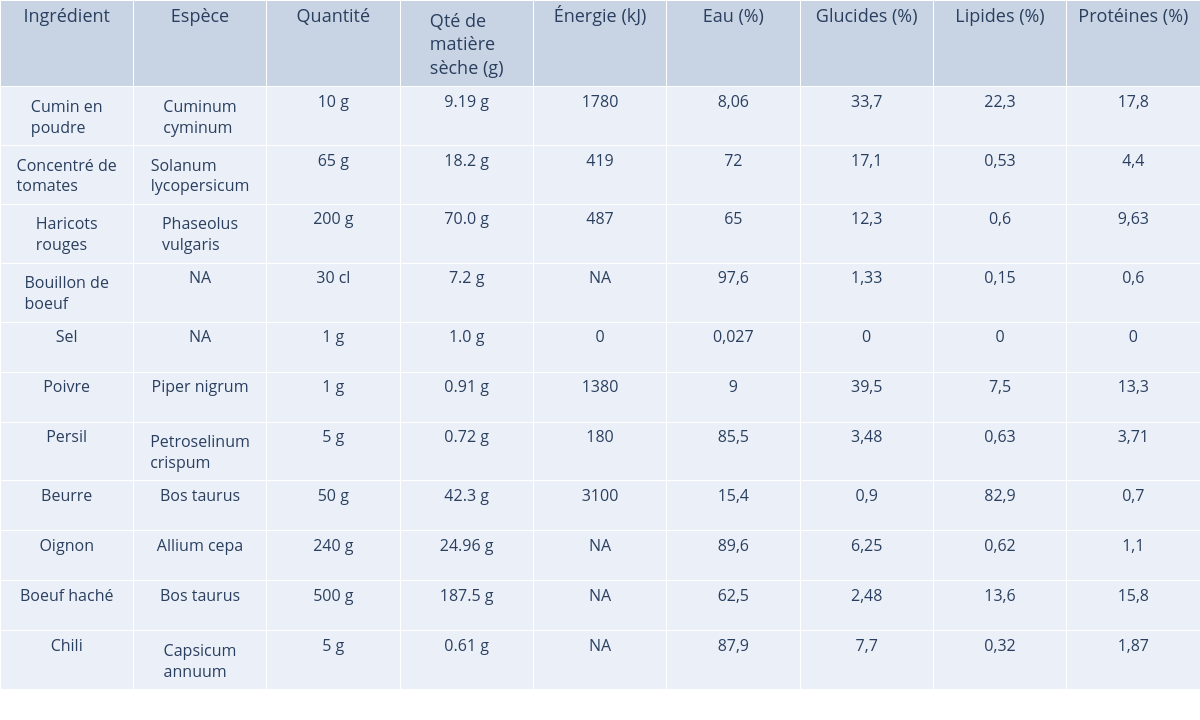 Ingrédient Espèce Quantité Qté de matière sèche (g) Énergie (kJ) Eau (%) Glucides (%) Lipides (%) Protéines (%)
Cumin en poudre Cuminum cyminum 10 g 9.19 g 1780 8,06 33,7 22,3 17,8
Concentré de tomates Solanum lycopersicum 65 g 18.2 g 419 72 17,1 0,53 4,4
Haricots rouges Phaseolus vulgaris 200 g 70.0 g 487 65 12,3 0,6 9,63
Bouillon de boeuf NA 30 cl 7.2 g NA 97,6 1,33 0,15 0,6
Sel NA 1 g 1.0 g 0 0,027 0 0 0
Poivre Piper nigrum 1 g 0.91 g 1380 9 39,5 7,5 13,3
Persil Petroselinum crispum 5 g 0.72 g 180 85,5 3,48 0,63 3,71
Beurre Bos taurus 50 g 42.3 g 3100 15,4 0,9 82,9 0,7
Oignon Allium cepa 240 g 24.96 g NA 89,6 6,25 0,62 1,1
Boeuf haché Bos taurus 500 g 187.5 g NA 62,5 2,48 13,6 15,8
Chili Capsicum annuum 5 g 0.61 g NA 87,9 7,7 0,32 1,87